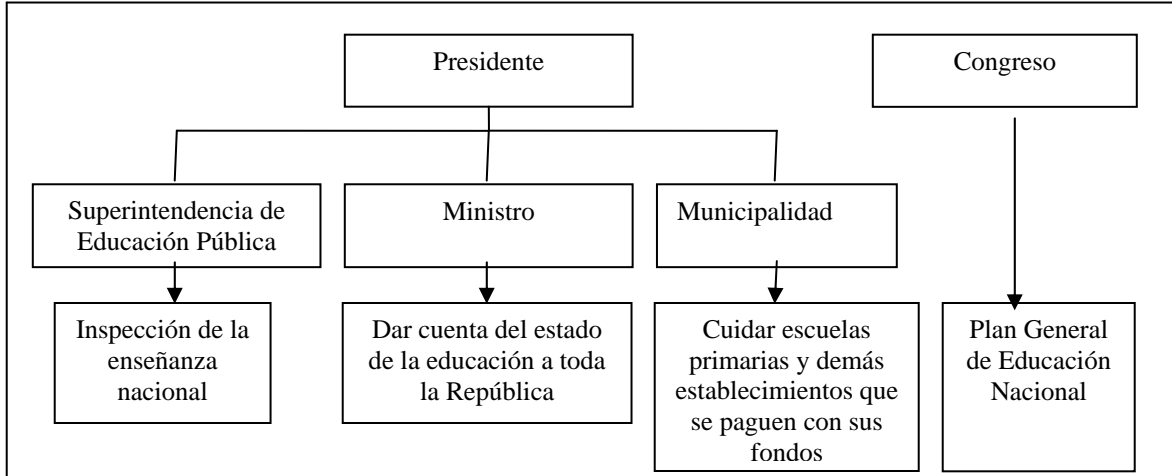 Presidente
Congreso
Superintendencia de
Educación Pública
Ministro
Municipalidad
Inspección de la
enseñanza
nacional
Dar cuenta del estado
de la educación a toda
la República
Cuidar escuelas
primarias y demás
establecimientos que
se paguen con sus
fondos
Plan General
de Educación
Nacional